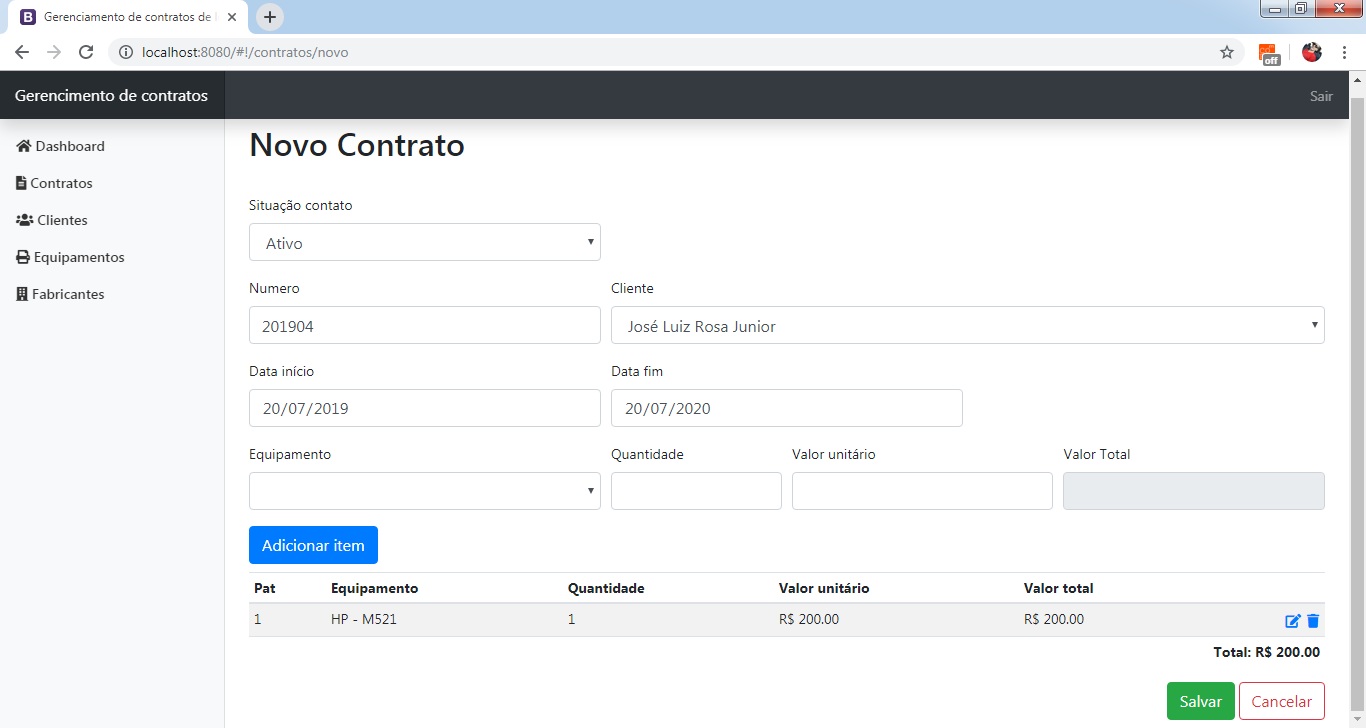 Gerenciamento de contratos de
localhost:8080/#!/contratos/novo
off
Gerencimento de contratos
Sair
Dashboard
Contratos
Clientes
Equipamentos
Fabricantes
Novo Contrato
Situação contato
Ativo
Numero
Cliente
201904
José Luiz Rosa Junior
Data início
Data fim
20/07/2019
20/07/2020
Equipamento
Quantidade
Valor unitário
Valor Total
Adicionar item
Pat Equipamento Quantidade Valor unitário Valor total
1 HP - M521 1 R$ 200.00 R$ 200.00
Total: R$ 200.00
Salvar
Cancelar